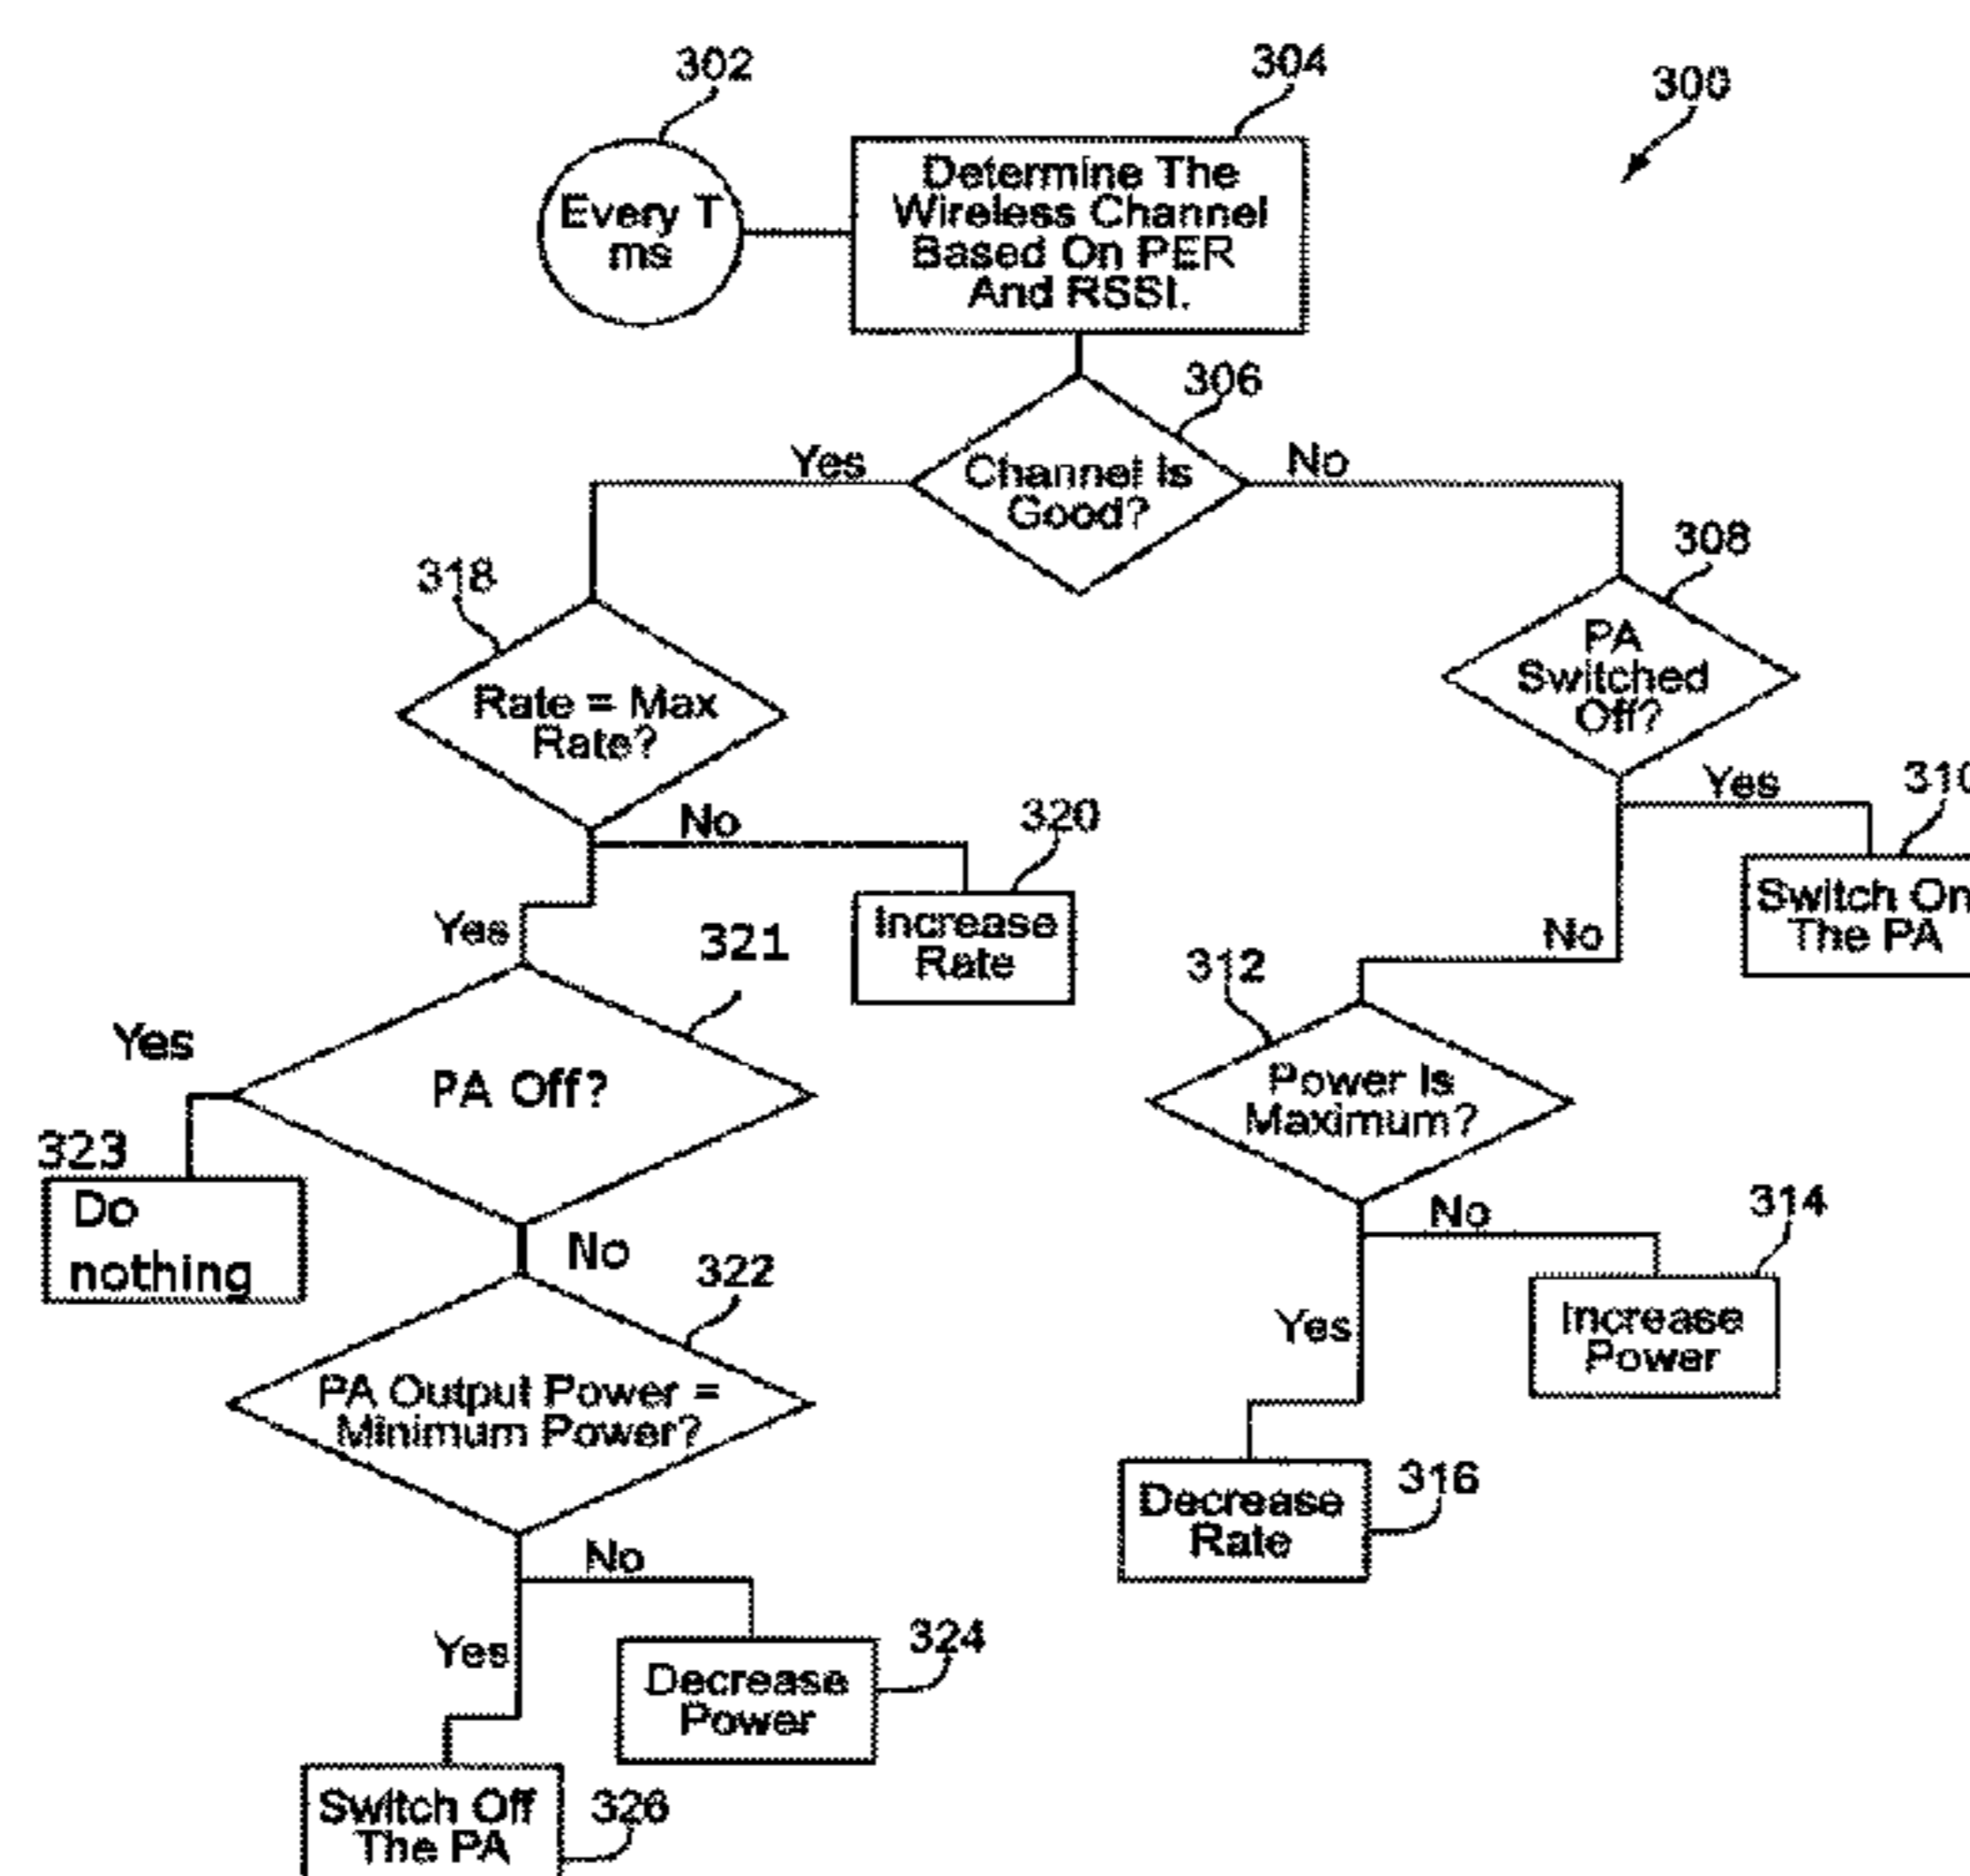 302
304
300
Every T
ms
Determine The
Wireless Channel
Based On PER
And RSSI.
306
Yes
Channel Is
Good?
No
308
318
PA
Switched
Off?
Rate = Max
Rate?
Yes
310
No
320
Switch On
The PA
Increase
Rate
Yes
321
No
312
Yes
PA Off?
Power Is
Maximum?
323
Do
nothing
No
314
No
322
Increase
Power
Yes
PA Output Power =
Minimum Power?
316
Decrease
Rate
No
324
Yes
Decrease
Power
Switch Off
The PA
326